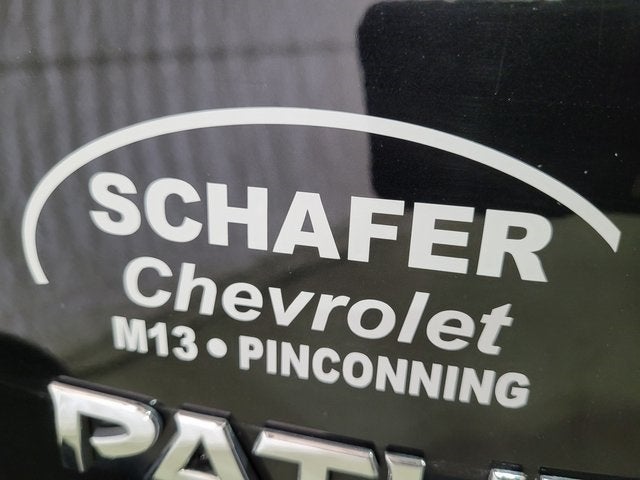 SCHAFER
Chevrolet
M13 • PINCONNING